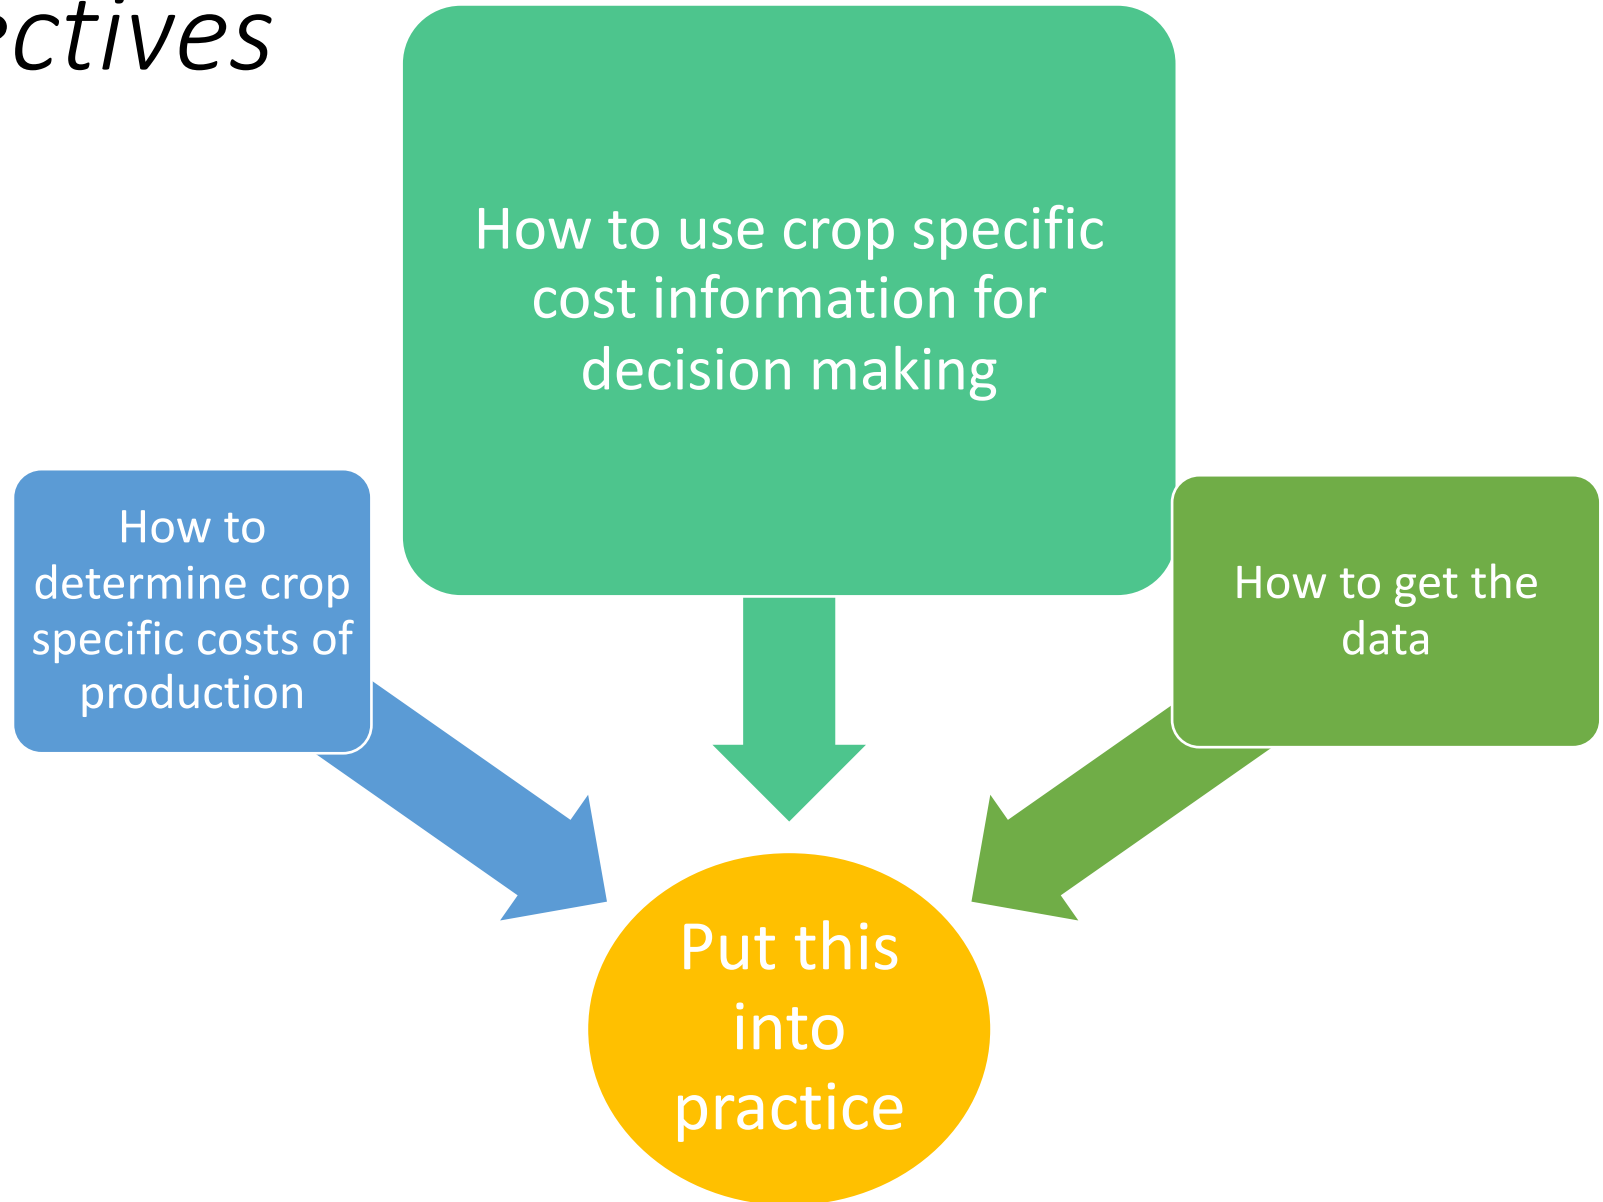 ectives
How to use crop specific
cost information for
decision making
How to
determine crop
specific costs of
production
How to get the
data
Put this
into
practice